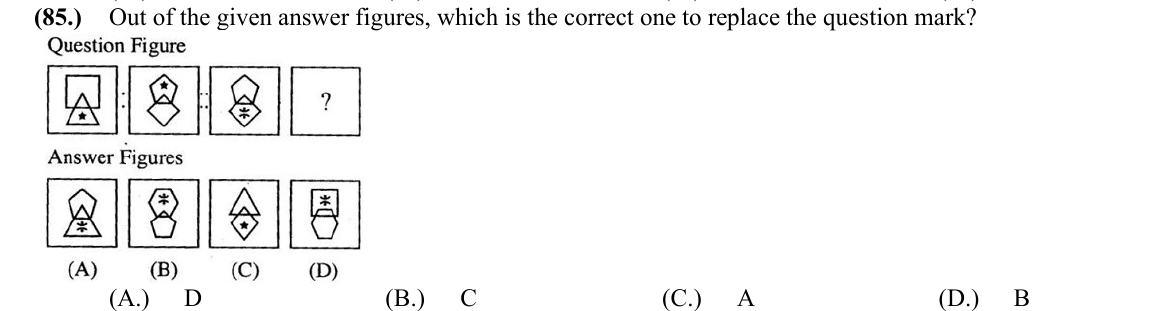 (85.) Out of the given answer figures, which is the correct one to replace the question mark?
Question Figure
: :: ?
Answer Figures
(A) (B) (C) (D)
(A.) D (B.) C (C.) A (D.) B